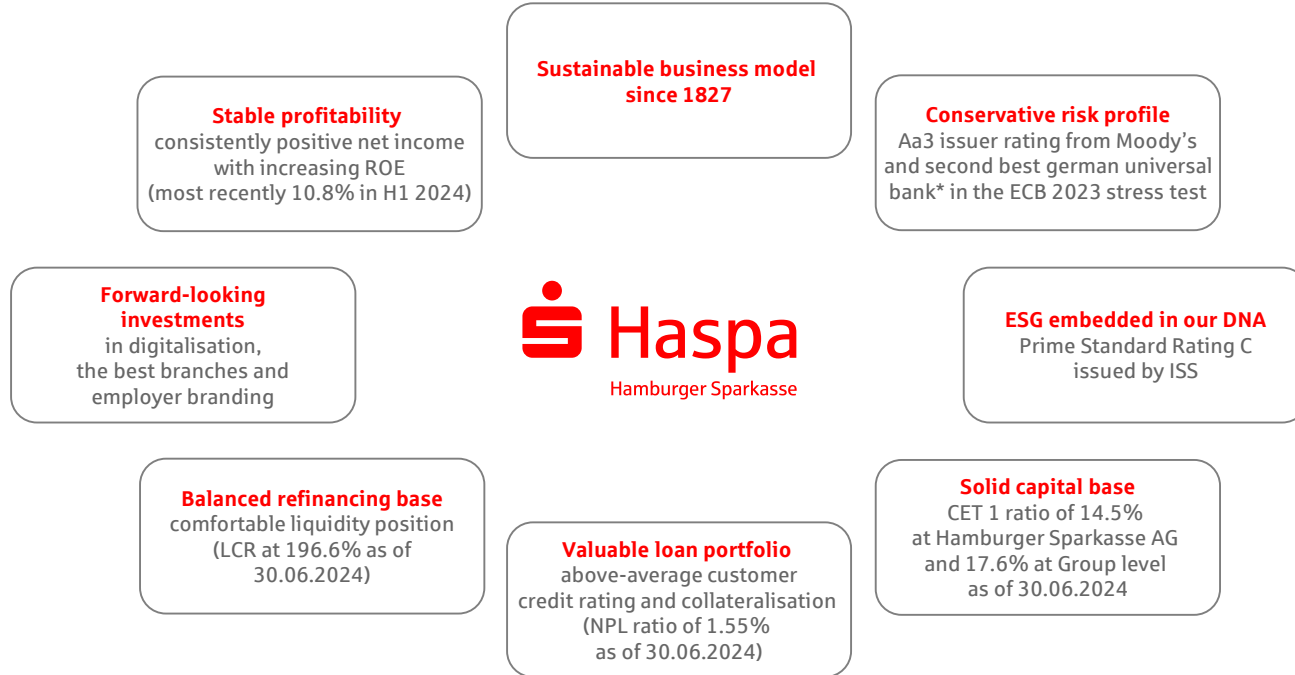 Sustainable business model
since 1827
Stable profitability
consistently positive net income
with increasing ROE
(most recently 10.8% in H1 2024)
Conservative risk profile
Aa3 issuer rating from Moody's
and second best german universal
bank* in the ECB 2023 stress test
Forward-looking
investments
in digitalisation,
the best branches and
employer branding
Haspa
Hamburger Sparkasse
ESG embedded in our DNA
Prime Standard Rating C
issued by ISS
Balanced refinancing base
comfortable liquidity position
(LCR at 196.6% as of
30.06.2024)
Valuable loan portfolio
above-average customer
credit rating and collateralisation
(NPL ratio of 1.55%
as of 30.06.2024)
Solid capital base
CET 1 ratio of 14.5%
at Hamburger Sparkasse AG
and 17.6% at Group level
as of 30.06.2024